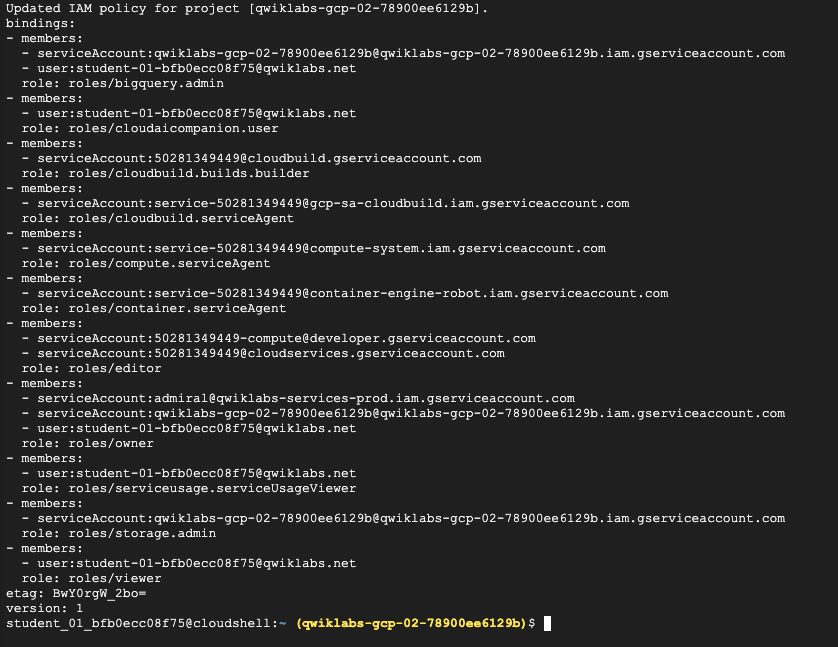 Updated IAM policy for project [qwiklabs-gcp-02-78900ee6129b].
bindings:
- members:
  - serviceAccount:qwiklabs-gcp-02-78900ee6129b@qwiklabs-gcp-02-78900ee6129b.iam.gserviceaccount.com
  - user:student-01-bfb0ecc08f75@qwiklabs.net
  role: roles/bigquery.admin
- members:
  - user:student-01-bfb0ecc08f75@qwiklabs.net
  role: roles/cloudaicompanion.user
- members:
  - serviceAccount:50281349449@cloudbuild.gserviceaccount.com
  role: roles/cloudbuild.builds.builder
- members:
  - serviceAccount:service-50281349449@gcp-sa-cloudbuild.iam.gserviceaccount.com
  role: roles/cloudbuild.serviceAgent
- members:
  - serviceAccount:service-50281349449@compute-system.iam.gserviceaccount.com
  role: roles/compute.serviceAgent
- members:
  - serviceAccount:service-50281349449@container-engine-robot.iam.gserviceaccount.com
  role: roles/container.serviceAgent
- members:
  - serviceAccount:50281349449-compute@developer.gserviceaccount.com
  - serviceAccount:50281349449@cloudservices.gserviceaccount.com
  role: roles/editor
- members:
  - serviceAccount:admiral@qwiklabs-services-prod.iam.gserviceaccount.com
  - serviceAccount:qwiklabs-gcp-02-78900ee6129b@qwiklabs-gcp-02-78900ee6129b.iam.gserviceaccount.com
  - user:student-01-bfb0ecc08f75@qwiklabs.net
  role: roles/owner
- members:
  - user:student-01-bfb0ecc08f75@qwiklabs.net
  role: roles/serviceusage.serviceUsageViewer
- members:
  - serviceAccount:qwiklabs-gcp-02-78900ee6129b@qwiklabs-gcp-02-78900ee6129b.iam.gserviceaccount.com
  role: roles/storage.admin
- members:
  - user:student-01-bfb0ecc08f75@qwiklabs.net
  role: roles/viewer
etag: BwY0rgW_2bo=
version: 1
student_01_bfb0ecc08f75@cloudshell:~ (qwiklabs-gcp-02-78900ee6129b)$